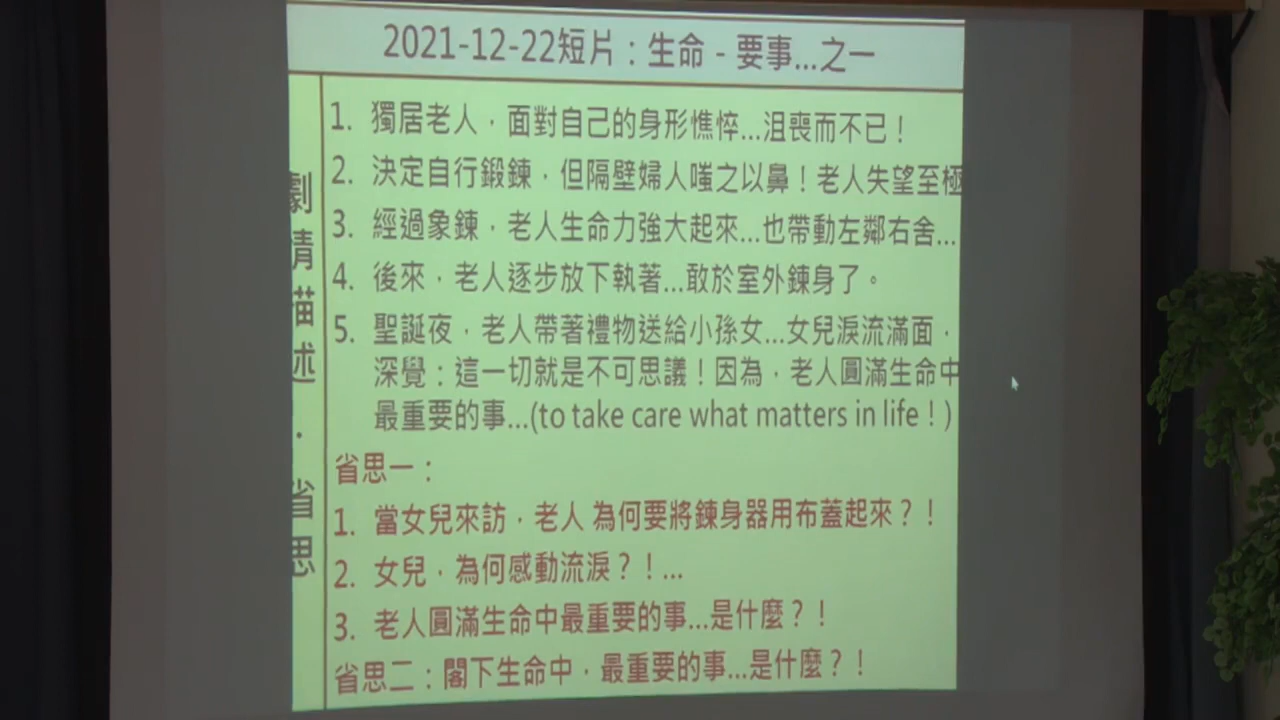 2021-12-22短片：生命 - 要事...之一
劇情描述．省思
1. 獨居老人，面對自己的身形憔悴...沮喪而不已！
2. 決定自行鍛鍊，但隔壁婦人嗤之以鼻！老人失望至極
3. 經過象鍊，老人生命力強大起來...也帶動左鄰右舍...
4. 後來，老人逐步放下執著...敢於室外鍊身了。
5. 聖誕夜，老人帶著禮物送給小孫女...女兒淚流滿面，
深覺：這一切就是不可思議！因為，老人圓滿生命中
最重要的事...(to take care what matters in life！)
省思一：
1. 當女兒來訪，老人 為何要將鍊身器用布蓋起來？！
2. 女兒，為何感動流淚？！...
3. 老人圓滿生命中最重要的事...是什麼？！
省思二：閣下生命中，最重要的事...是什麼？！